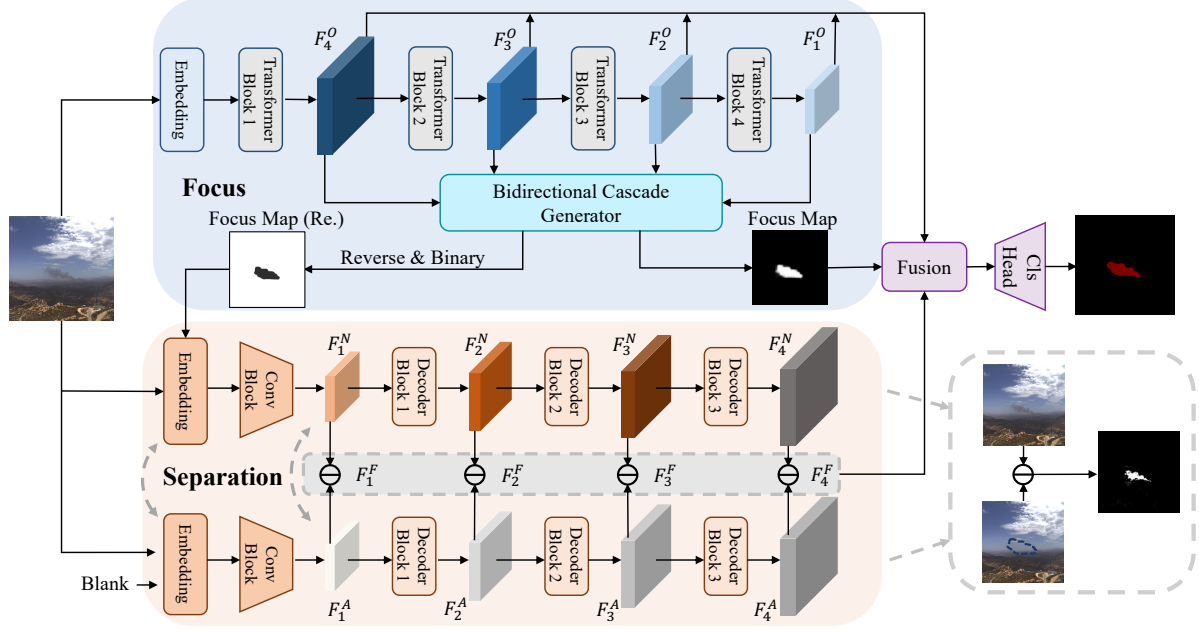 F_4^O
F_3^O
F_2^O
F_1^O
Embedding
Transformer
Block 1
Transformer
Block 2
Transformer
Block 3
Transformer
Block 4
Focus
Bidirectional Cascade
Generator
Focus Map (Re.)
Focus Map
Reverse & Binary
Fusion
Cls
Head
F_1^N
F_2^N
F_3^N
F_4^N
Embedding
Conv
Block
Decoder
Block 1
Decoder
Block 2
Decoder
Block 3
Separation
F_1^F
F_2^F
F_3^F
F_4^F
Embedding
Conv
Block
Decoder
Block 1
Decoder
Block 2
Decoder
Block 3
Blank
F_1^A
F_2^A
F_3^A
F_4^A